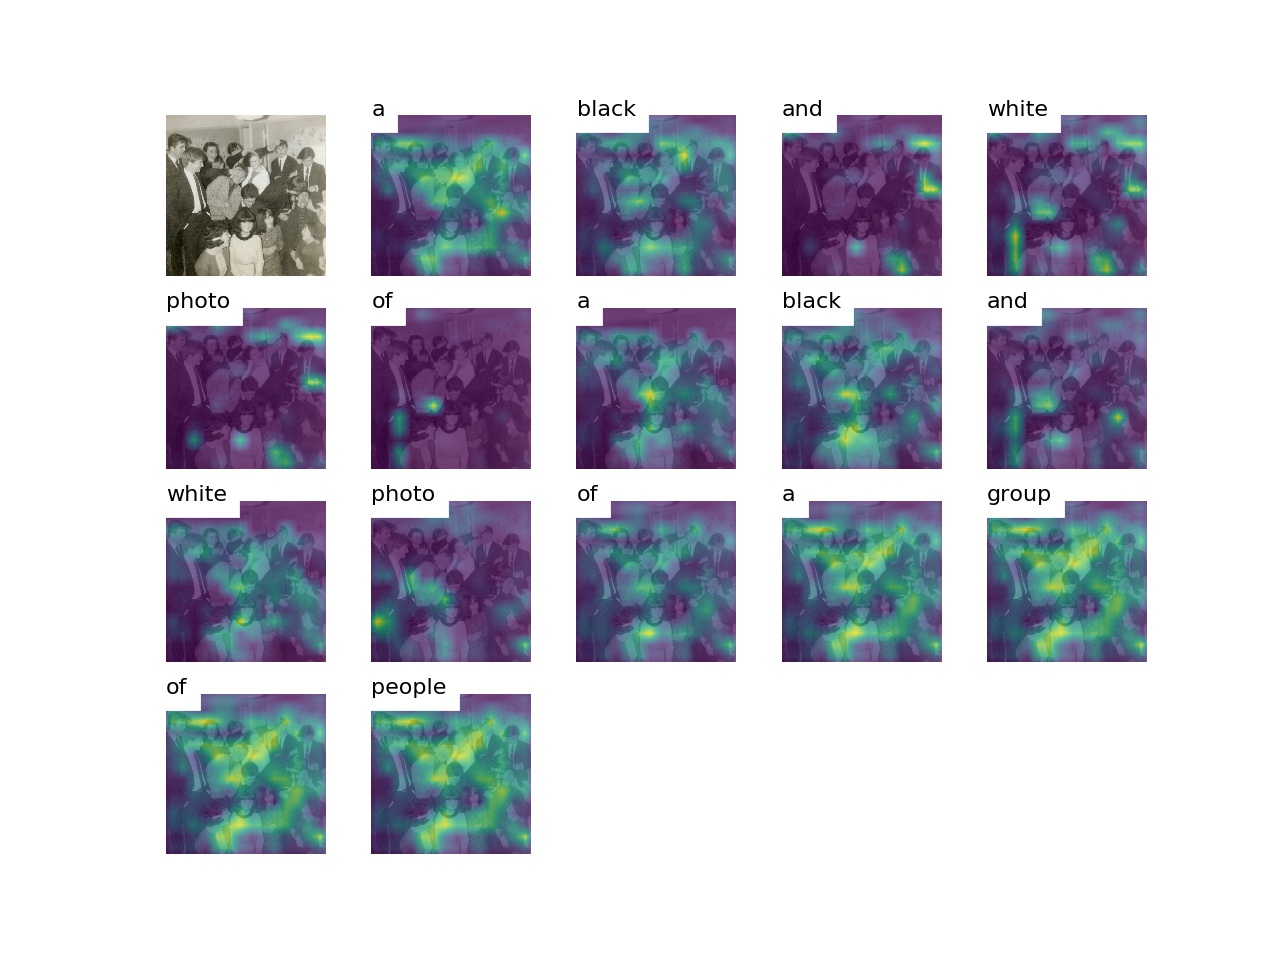 a black and white
photo of a black and
white photo of a group
of people